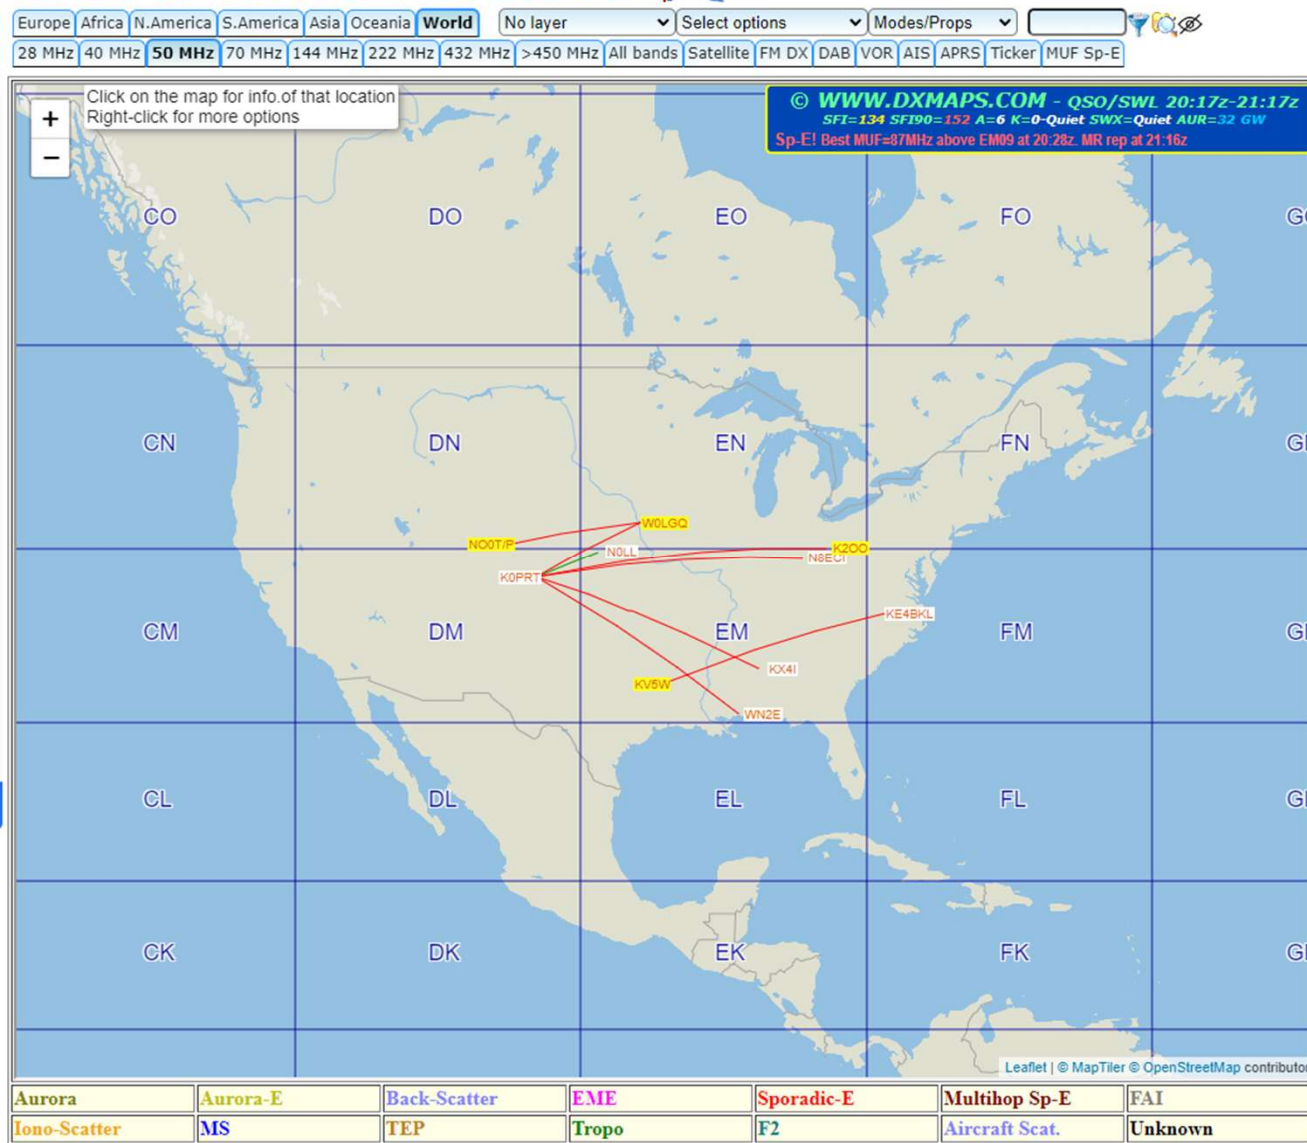 Europe Africa N.America S.America Asia Oceania World No layer Select options Modes/Props
28 MHz 40 MHz 50 MHz 70 MHz 144 MHz 222 MHz 432 MHz >450 MHz All bands Satellite FM DX DAB VOR AIS APRS Ticker MUF Sp-E
+
−
Click on the map for info.of that location
Right-click for more options
© WWW.DXMAPS.COM - QSO/SWL 20:17z-21:17z
SFI=134 SFI90=152 A=6 K=0-Quiet SWX=Quiet AUR=32 GW
Sp-E! Best MUF=87MHz above EM09 at 20:28z. MR rep at 21:16z
CO DO EO FO
CN DN EN FN
W0LGQ
NO0T/P N0LL K2OO
K0PRT N8ECI
KE4BKL
CM DM EM FM
KX4I
KV5W
WN2E
CL DL EL FL
CK DK EK FK
Leaflet | © MapTiler © OpenStreetMap contributor
Aurora Aurora-E Back-Scatter EME Sporadic-E Multihop Sp-E FAI
Iono-Scatter MS TEP Tropo F2 Aircraft Scat. Unknown